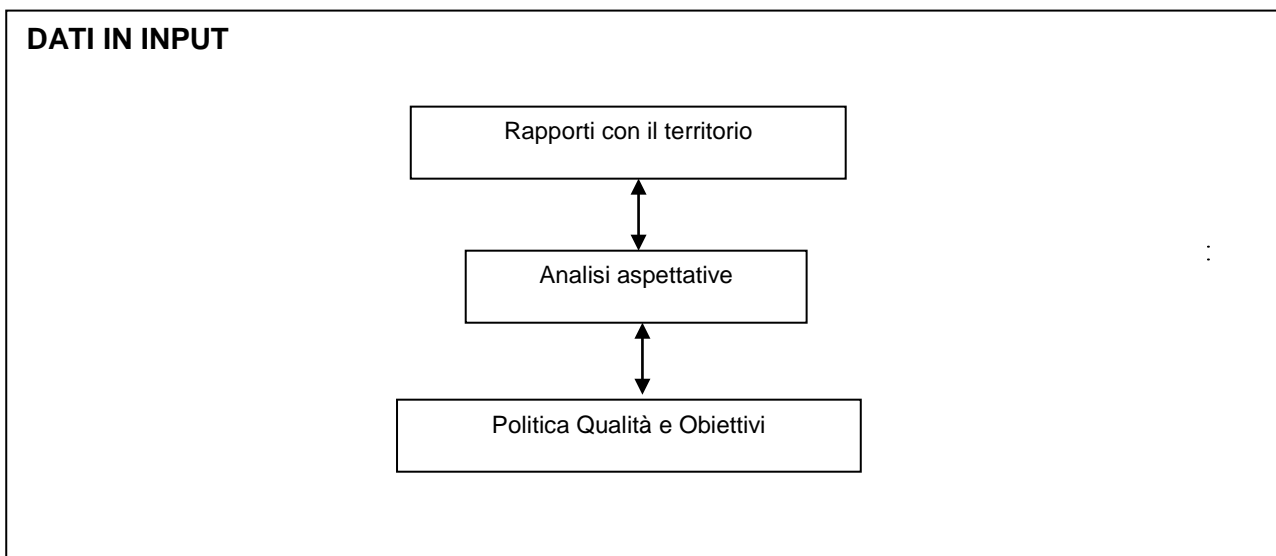 DATI IN INPUT
Rapporti con il territorio
:
Analisi aspettative
Politica Qualità e Obiettivi